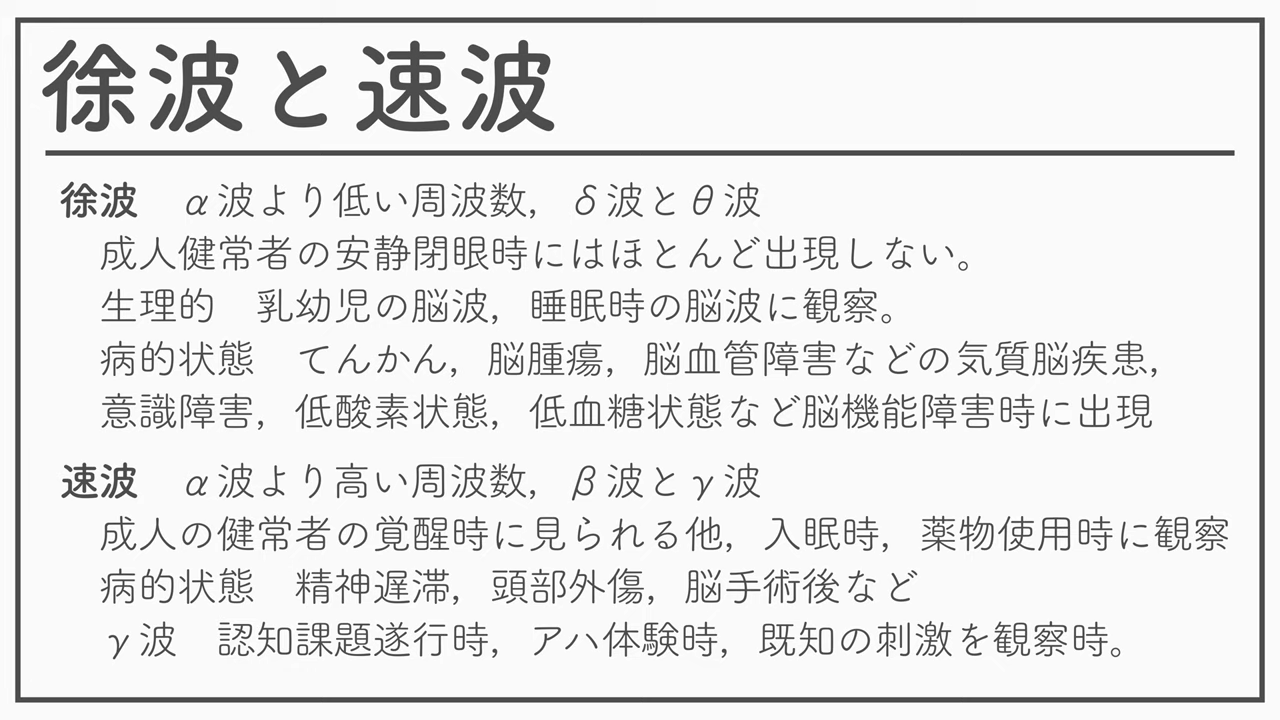 徐波と速波
徐波　α波より低い周波数，δ波とθ波
成人健常者の安静閉眼時にはほとんど出現しない。
生理的　乳幼児の脳波，睡眠時の脳波に観察。
病的状態　てんかん，脳腫瘍，脳血管障害などの気質脳疾患，
意識障害，低酸素状態，低血糖状態など脳機能障害時に出現
速波　α波より高い周波数，β波とγ波
成人の健常者の覚醒時に見られる他，入眠時，薬物使用時に観察
病的状態　精神遅滞，頭部外傷，脳手術後など
γ波　認知課題遂行時，アハ体験時，既知の刺激を観察時。